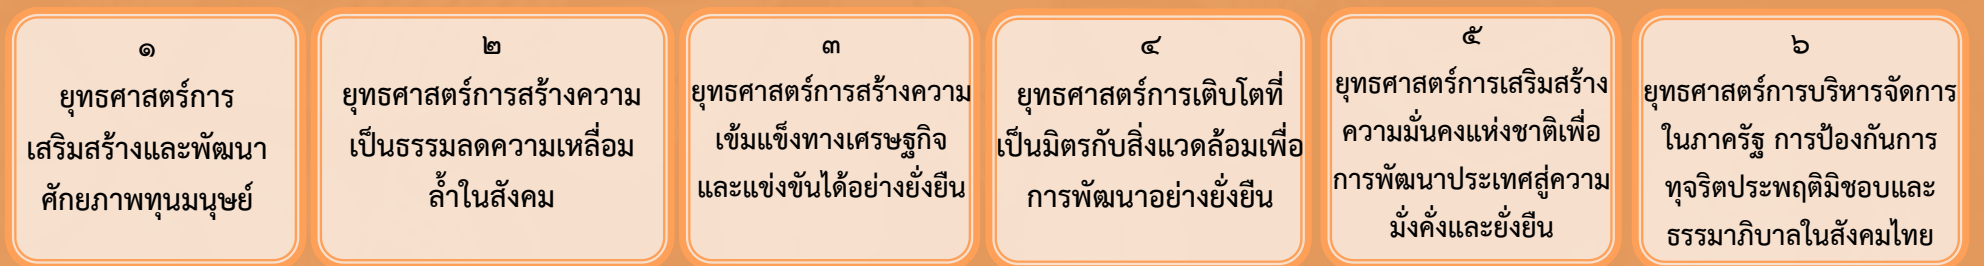 ๑
ยุทธศาสตร์การ
เสริมสร้างและพัฒนา
ศักยภาพทุนมนุษย์
๒
ยุทธศาสตร์การสร้างความ
เป็นธรรมลดความเหลื่อม
ล้ำในสังคม
๓
ยุทธศาสตร์การสร้างความ
เข้มแข็งทางเศรษฐกิจ
และแข่งขันได้อย่างยั่งยืน
๔
ยุทธศาสตร์การเติบโตที่
เป็นมิตรกับสิ่งแวดล้อมเพื่อ
การพัฒนาอย่างยั่งยืน
๕
ยุทธศาสตร์การเสริมสร้าง
ความมั่นคงแห่งชาติเพื่อ
การพัฒนาประเทศสู่ความ
มั่งคั่งและยั่งยืน
๖
ยุทธศาสตร์การบริหารจัดการ
ในภาครัฐ การป้องกันการ
ทุจริตประพฤติมิชอบและ
ธรรมาภิบาลในสังคมไทย